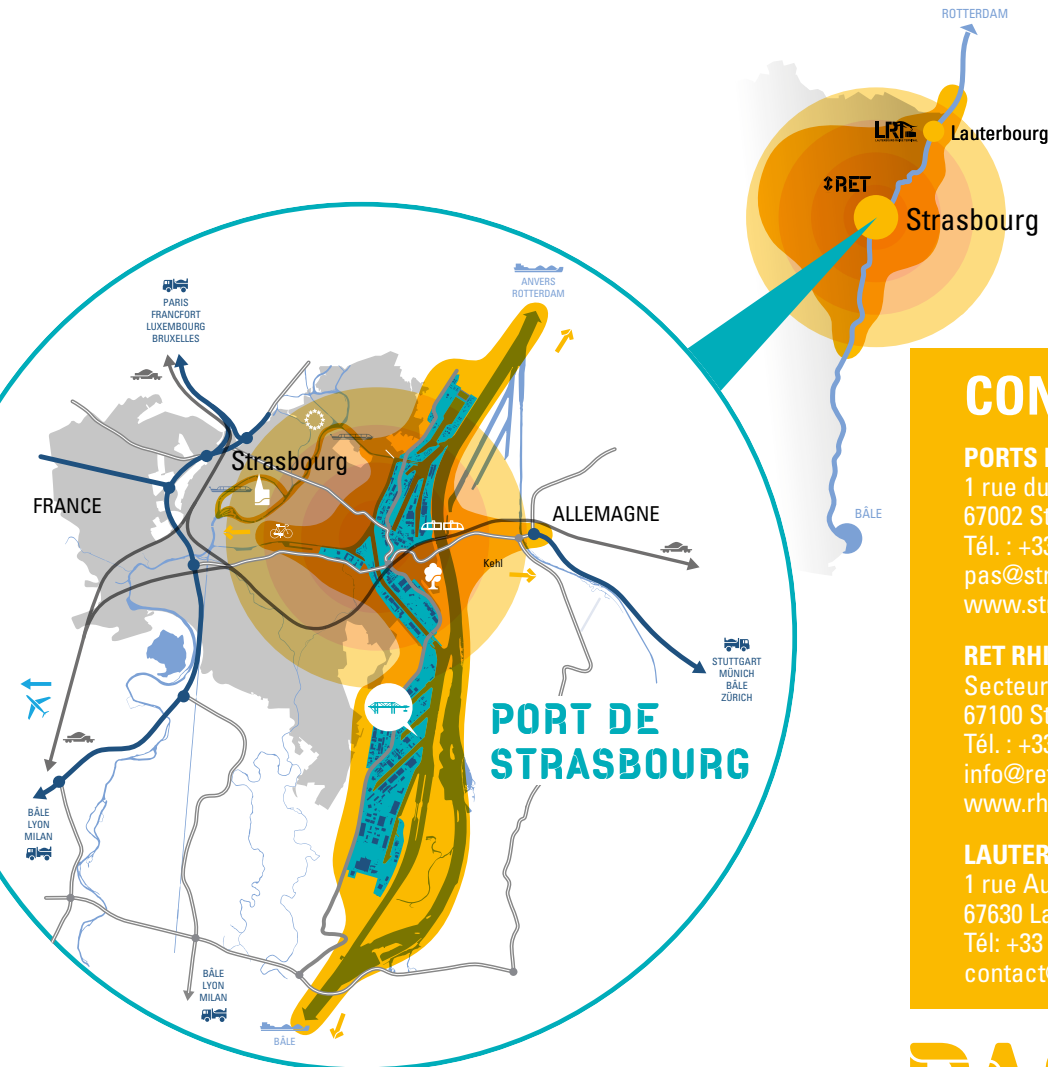 ROTTERDAM
LRT
Lauterbourg
RET
Strasbourg
BÂLE
ANVERS
ROTTERDAM
PARIS
FRANCFORT
LUXEMBOURG
BRUXELLES
Strasbourg
FRANCE
ALLEMAGNE
Kehl
STUTTGART
MÜNICH
BÂLE
ZÜRICH
PORT DE
STRASBOURG
BÂLE
LYON
MILAN
BÂLE
LYON
MILAN
BÂLE
CON
PORTS
1 rue du
67002 St
Tél. : +33
pas@str
www.str
RET RHE
Secteur
67100 St
Tél. : +33
info@re
www.rh
LAUTER
1 rue Au
67630 La
Tél: +33
contact@